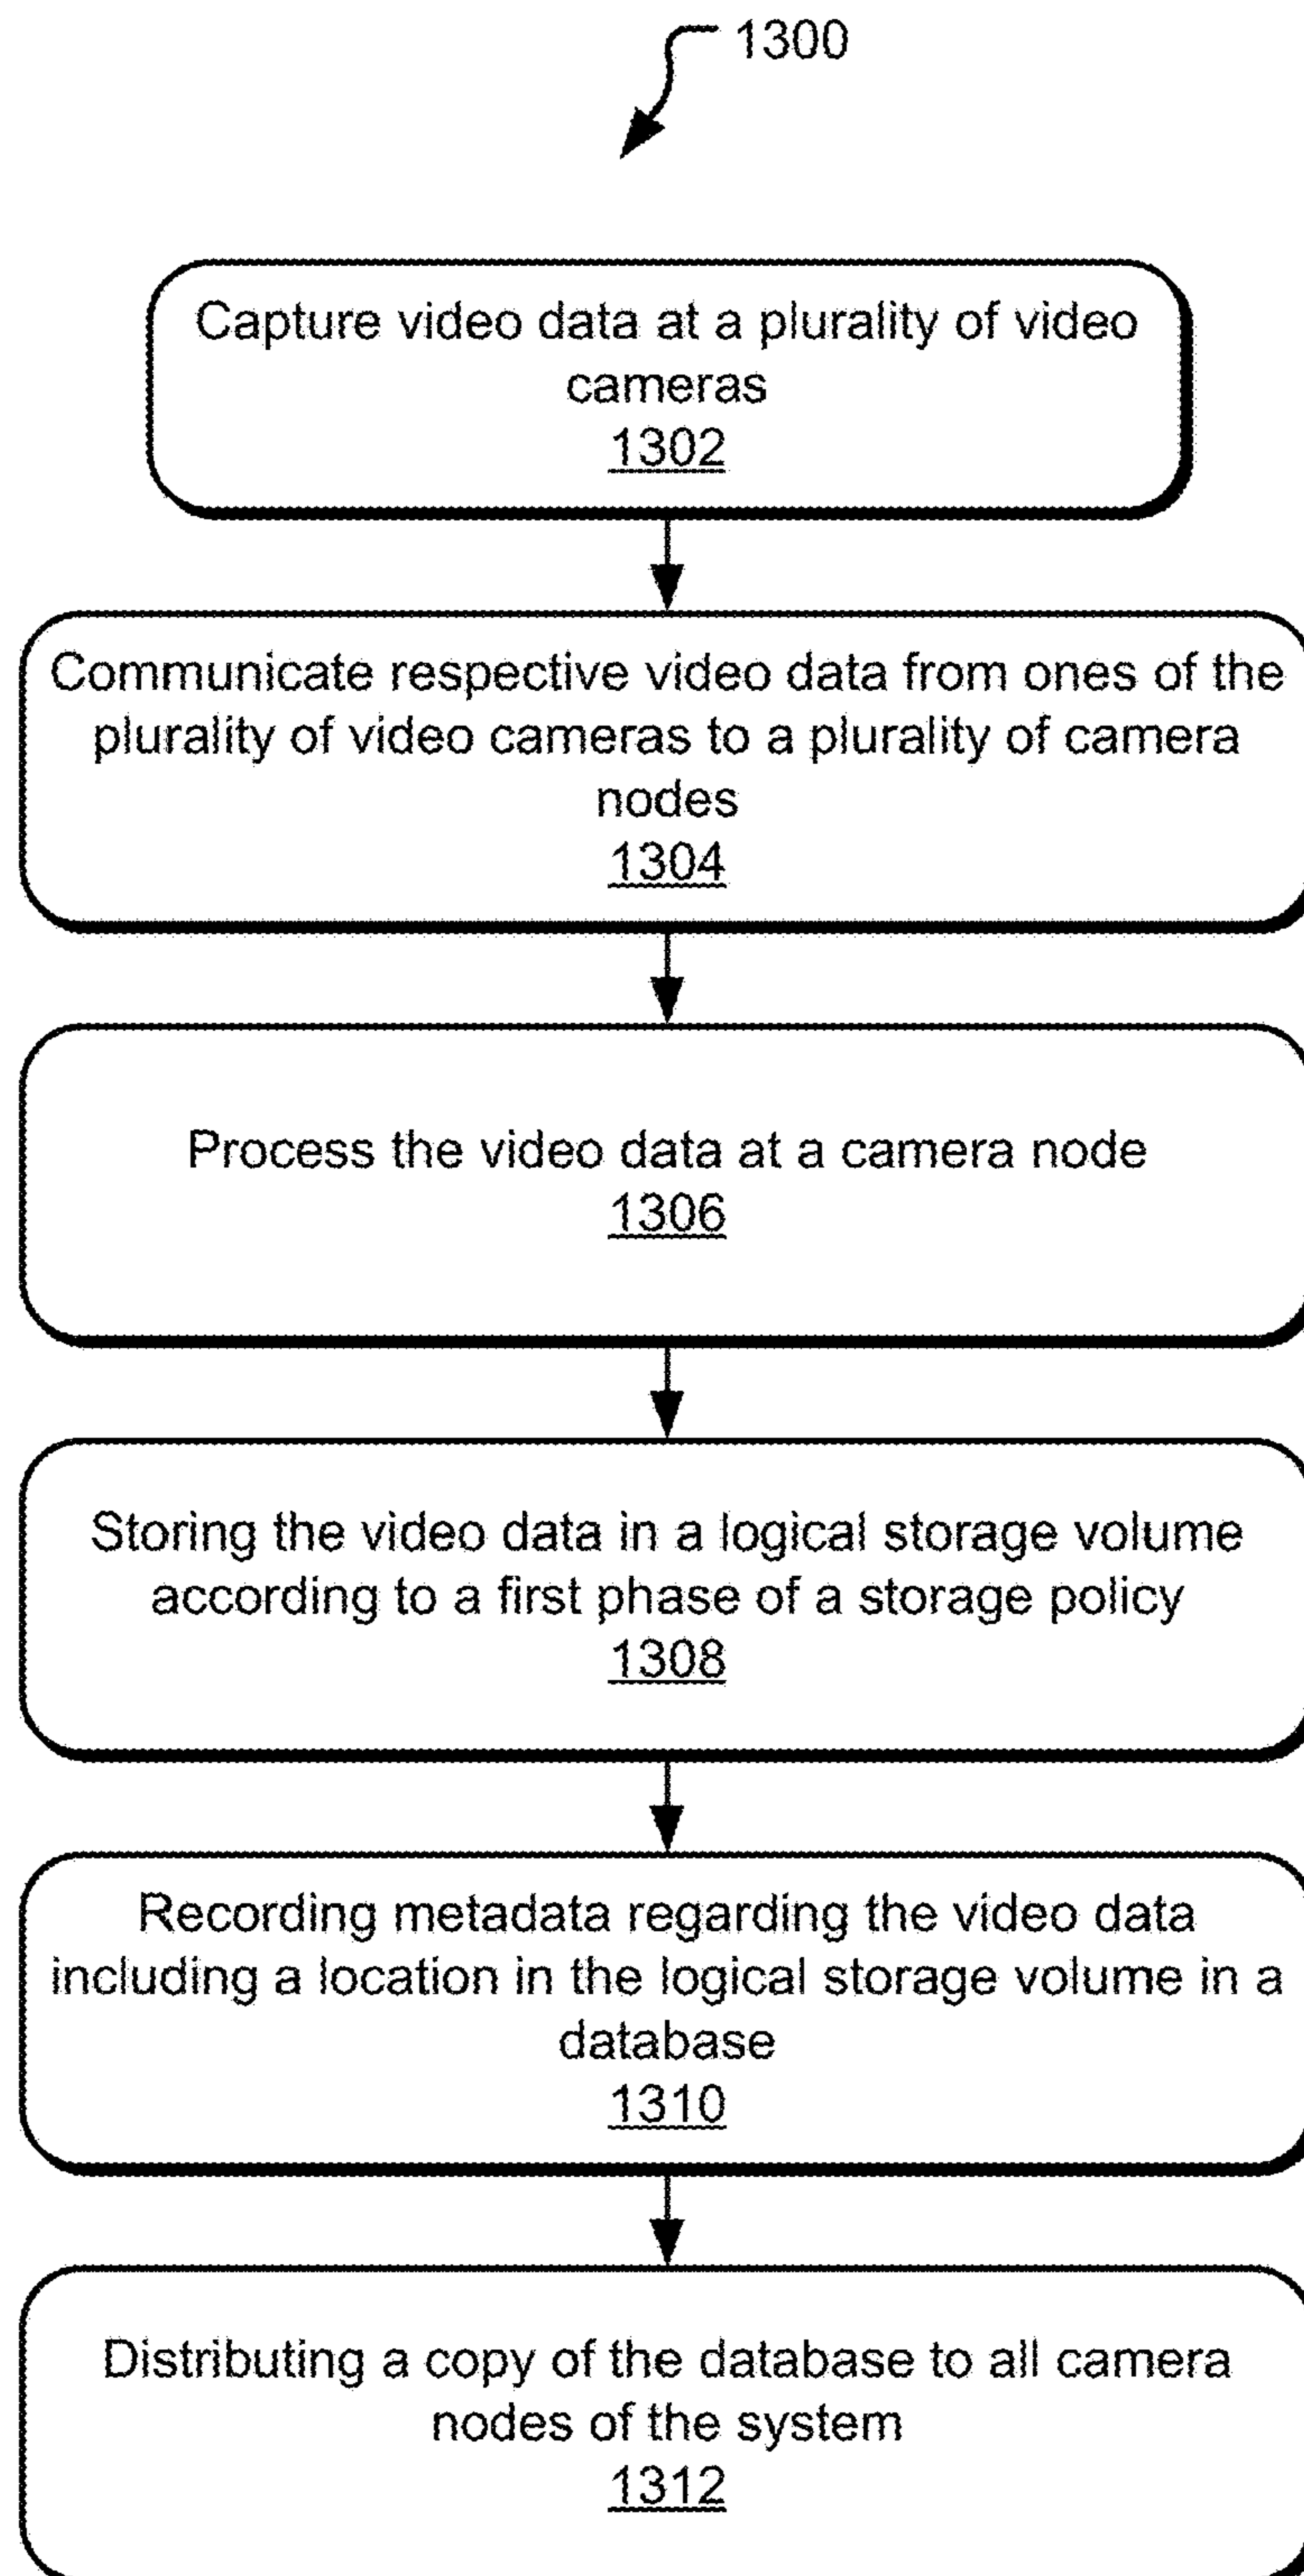 1300
Capture video data at a plurality of video
cameras
1302
Communicate respective video data from ones of the
plurality of video cameras to a plurality of camera
nodes
1304
Process the video data at a camera node
1306
Storing the video data in a logical storage volume
according to a first phase of a storage policy
1308
Recording metadata regarding the video data
including a location in the logical storage volume in a
database
1310
Distributing a copy of the database to all camera
nodes of the system
1312